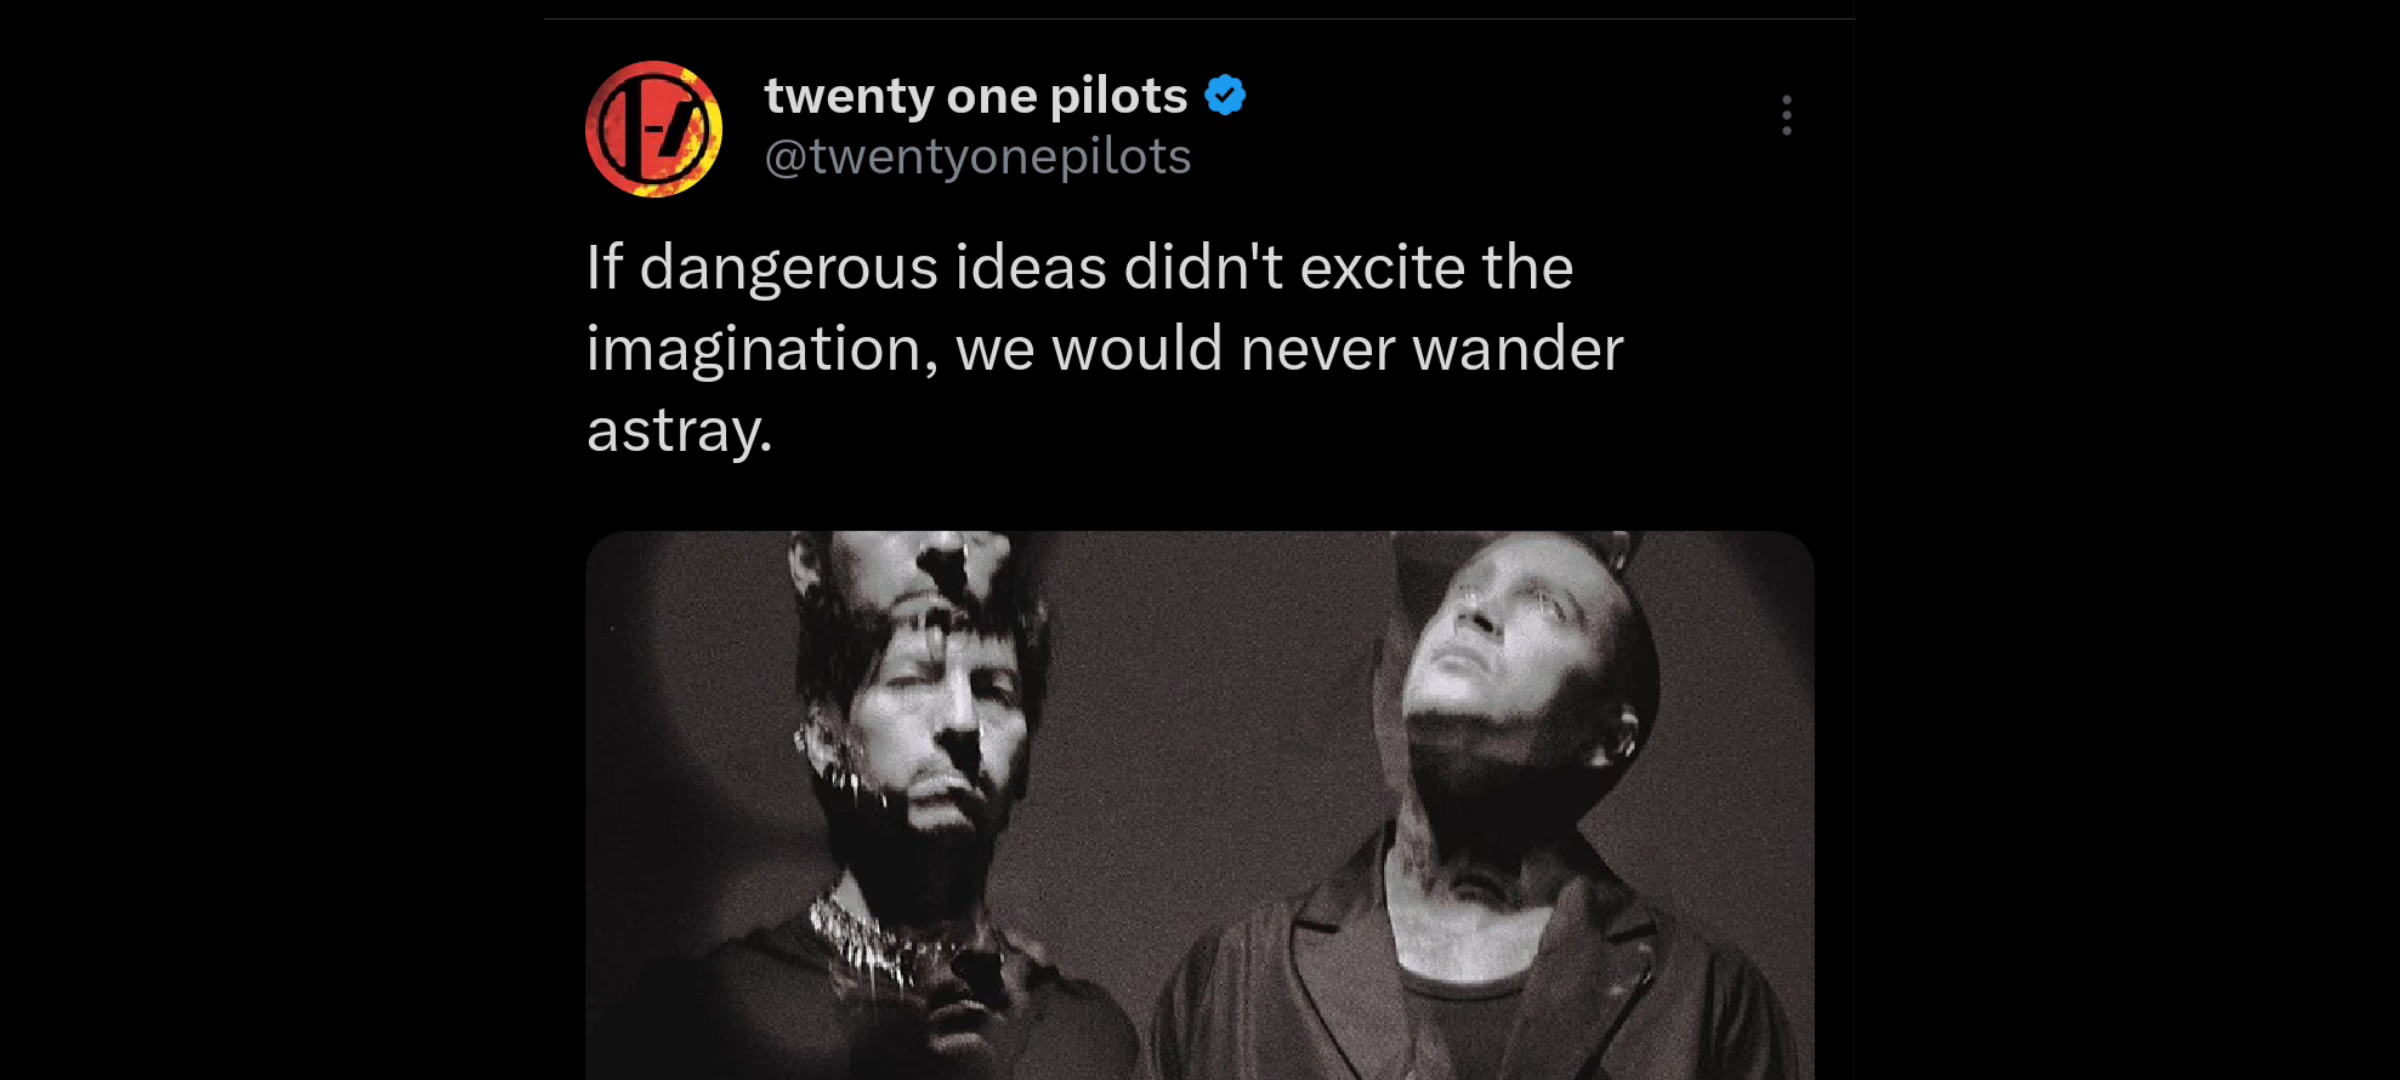 twenty one pilots
@twentyonepilots
If dangerous ideas didn't excite the
imagination, we would never wander
astray.